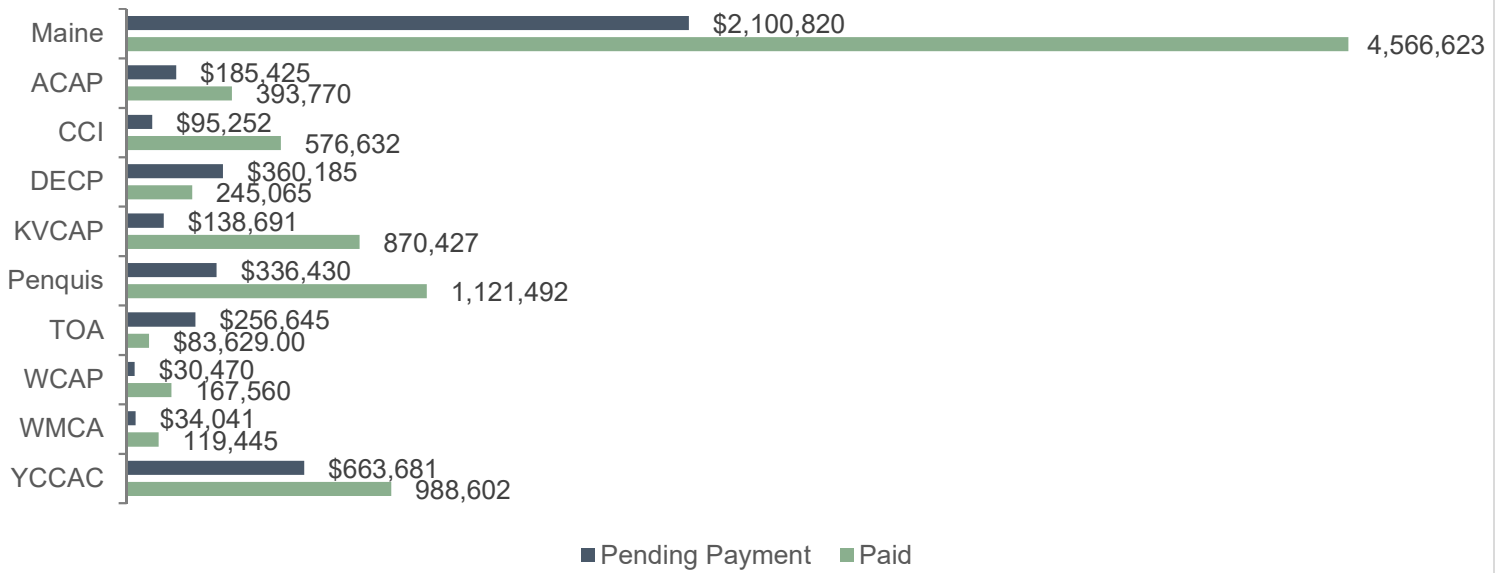 Maine
$2,100,820
4,566,623
ACAP
$185,425
393,770
CCI
$95,252
576,632
DECP
$360,185
245,065
KVCAP
$138,691
870,427
Penquis
$336,430
1,121,492
TOA
$256,645
$83,629.00
WCAP
$30,470
167,560
WMCA
$34,041
119,445
YCCAC
$663,681
988,602
Pending Payment Paid